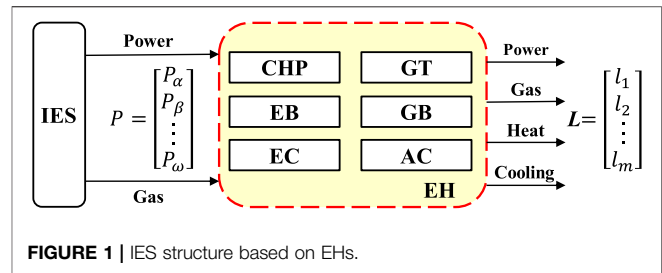 IES
Power
P = [P_α P_β ⋮ P_ω]
Gas
CHP GT
EB GB
EC AC
EH
Power
Gas
Heat
Cooling
L= [l_1 l_2 ⋮ l_m]
FIGURE 1 | IES structure based on EHs.